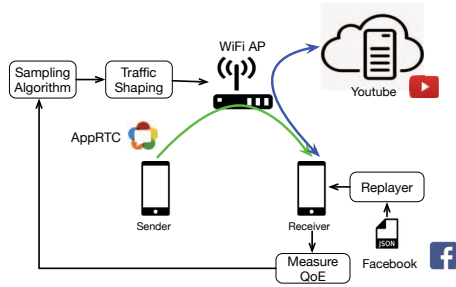 WiFi AP
Sampling
Algorithm
Traffic
Shaping
Youtube
AppRTC
Replayer
Sender
Receiver
JSON
Facebook
Measure
QoE